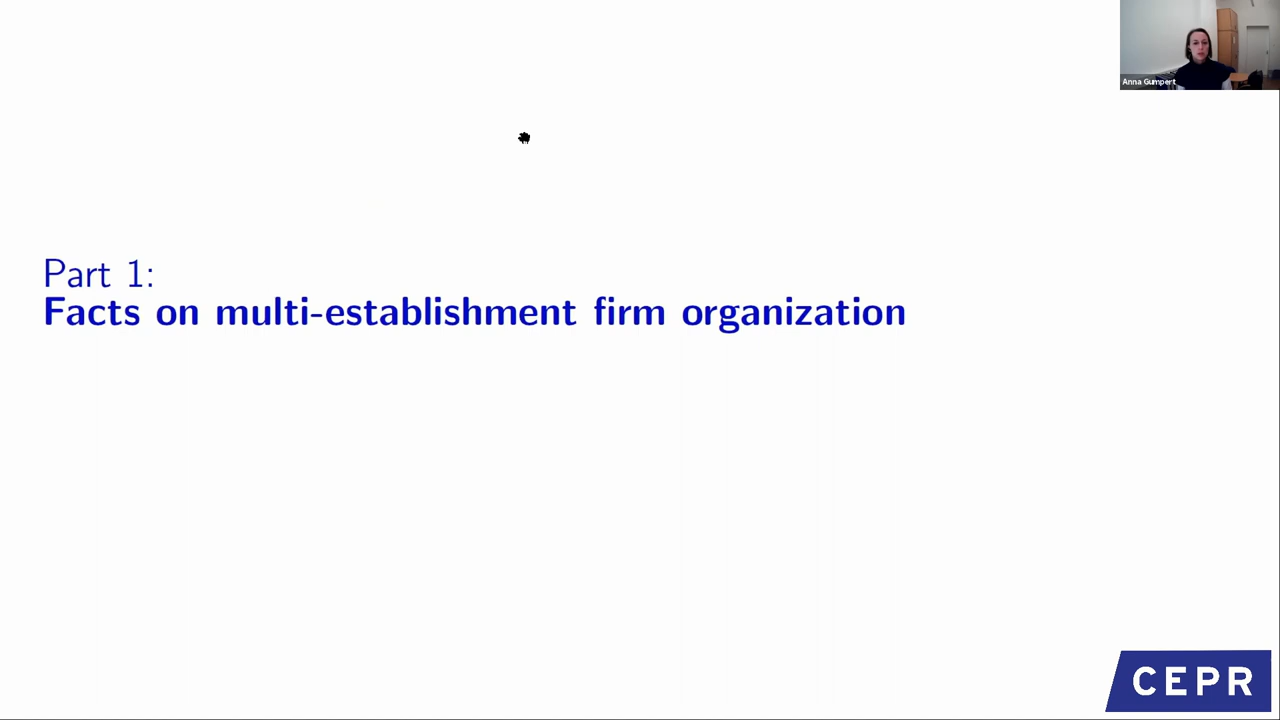 Anna Gumpert
Part 1:
Facts on multi-establishment firm organization
CEPR